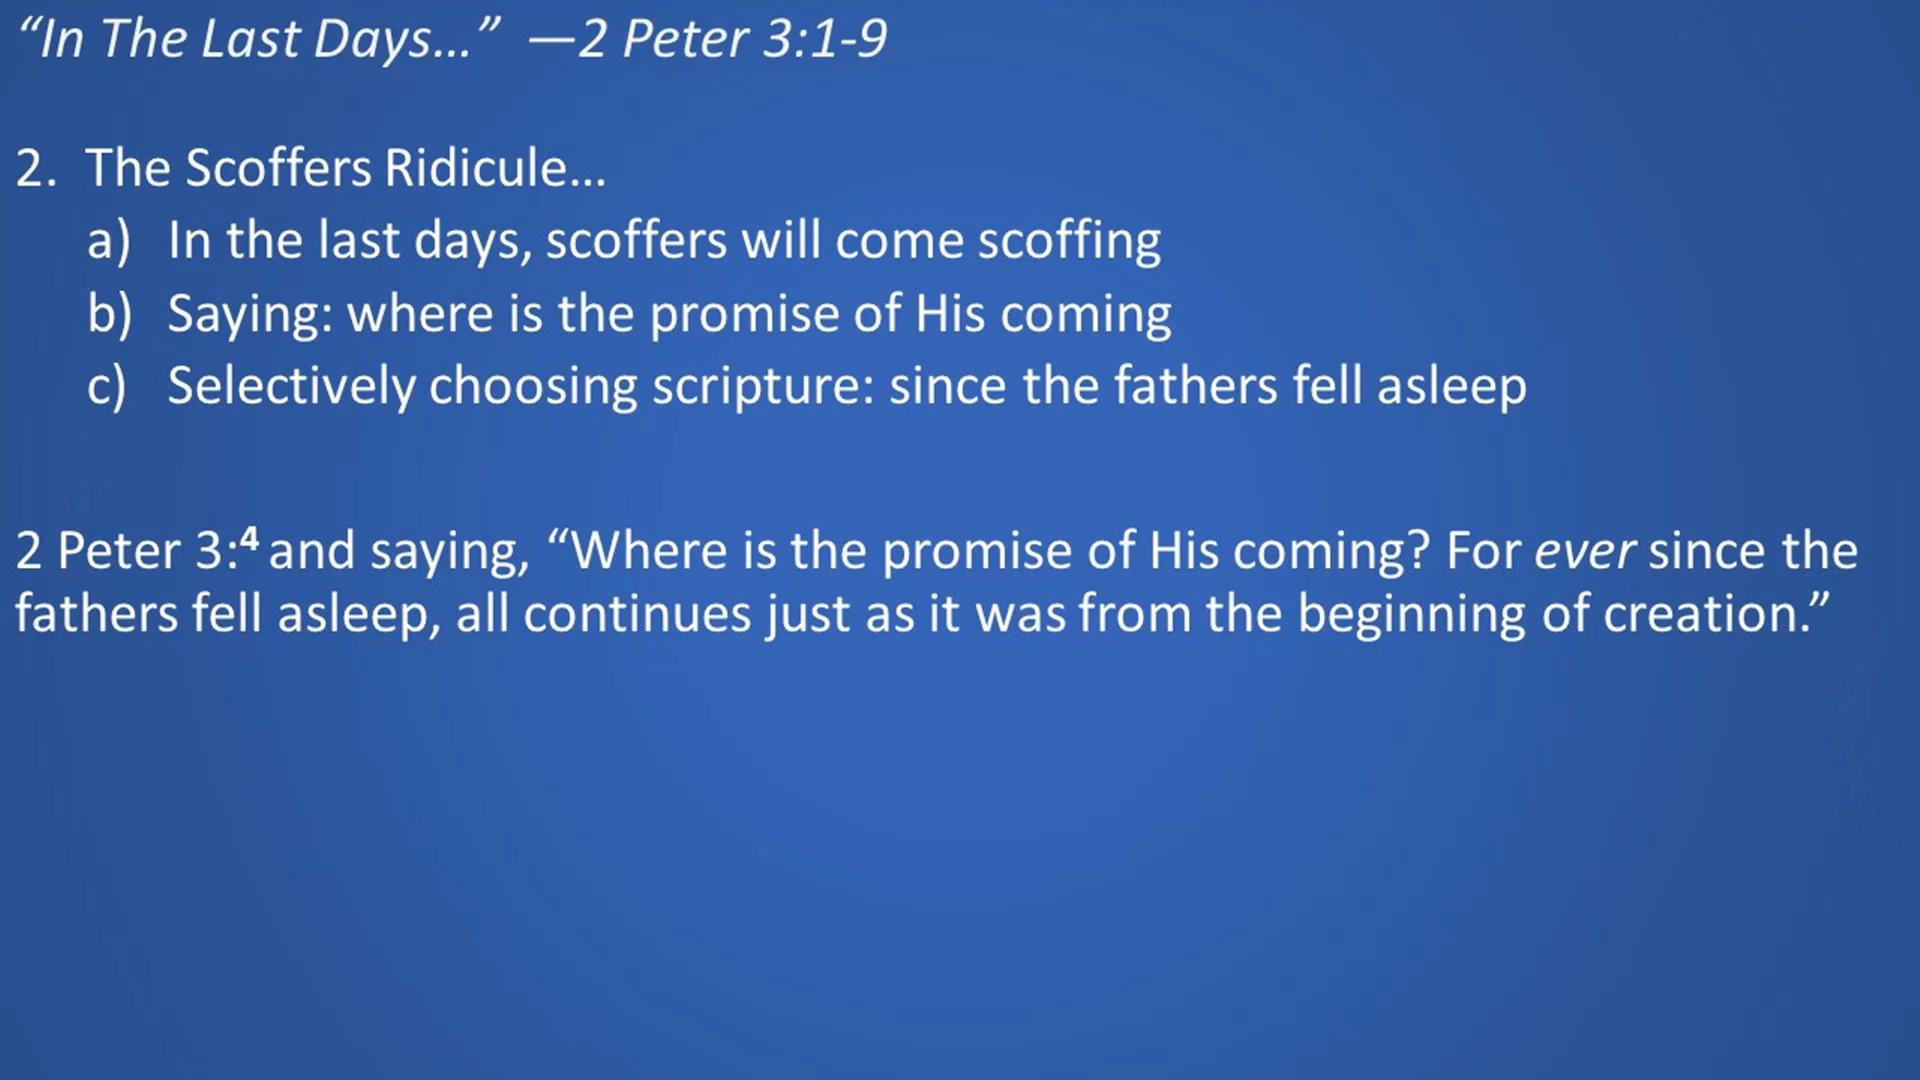 “In The Last Days...”  —2 Peter 3:1-9
2. The Scoffers Ridicule...
a) In the last days, scoffers will come scoffing
b) Saying: where is the promise of His coming
c) Selectively choosing scripture: since the fathers fell asleep
2 Peter 3:⁴ and saying, “Where is the promise of His coming? For ever since the
fathers fell asleep, all continues just as it was from the beginning of creation.”